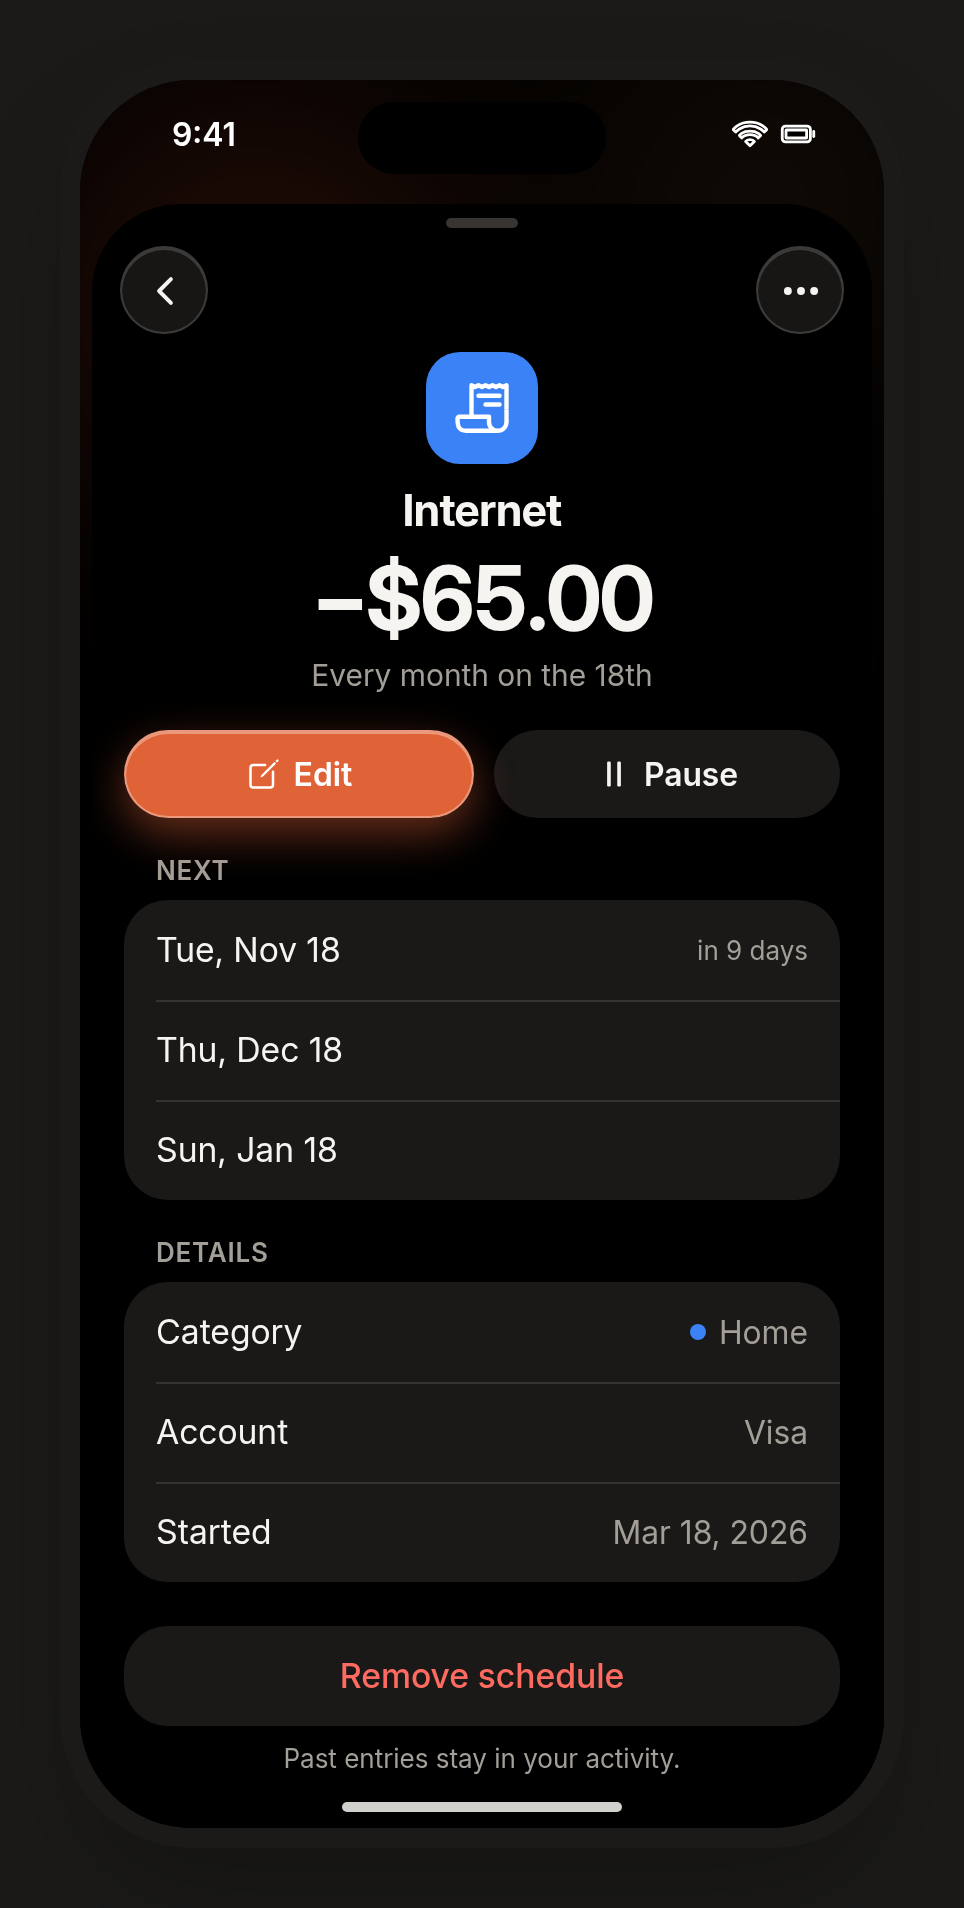 9:41
Internet
–$65.00
Every month on the 18th
Edit
Pause
NEXT
Tue, Nov 18
in 9 days
Thu, Dec 18
Sun, Jan 18
DETAILS
Category
Home
Account
Visa
Started
Mar 18, 2026
Remove schedule
Past entries stay in your activity.